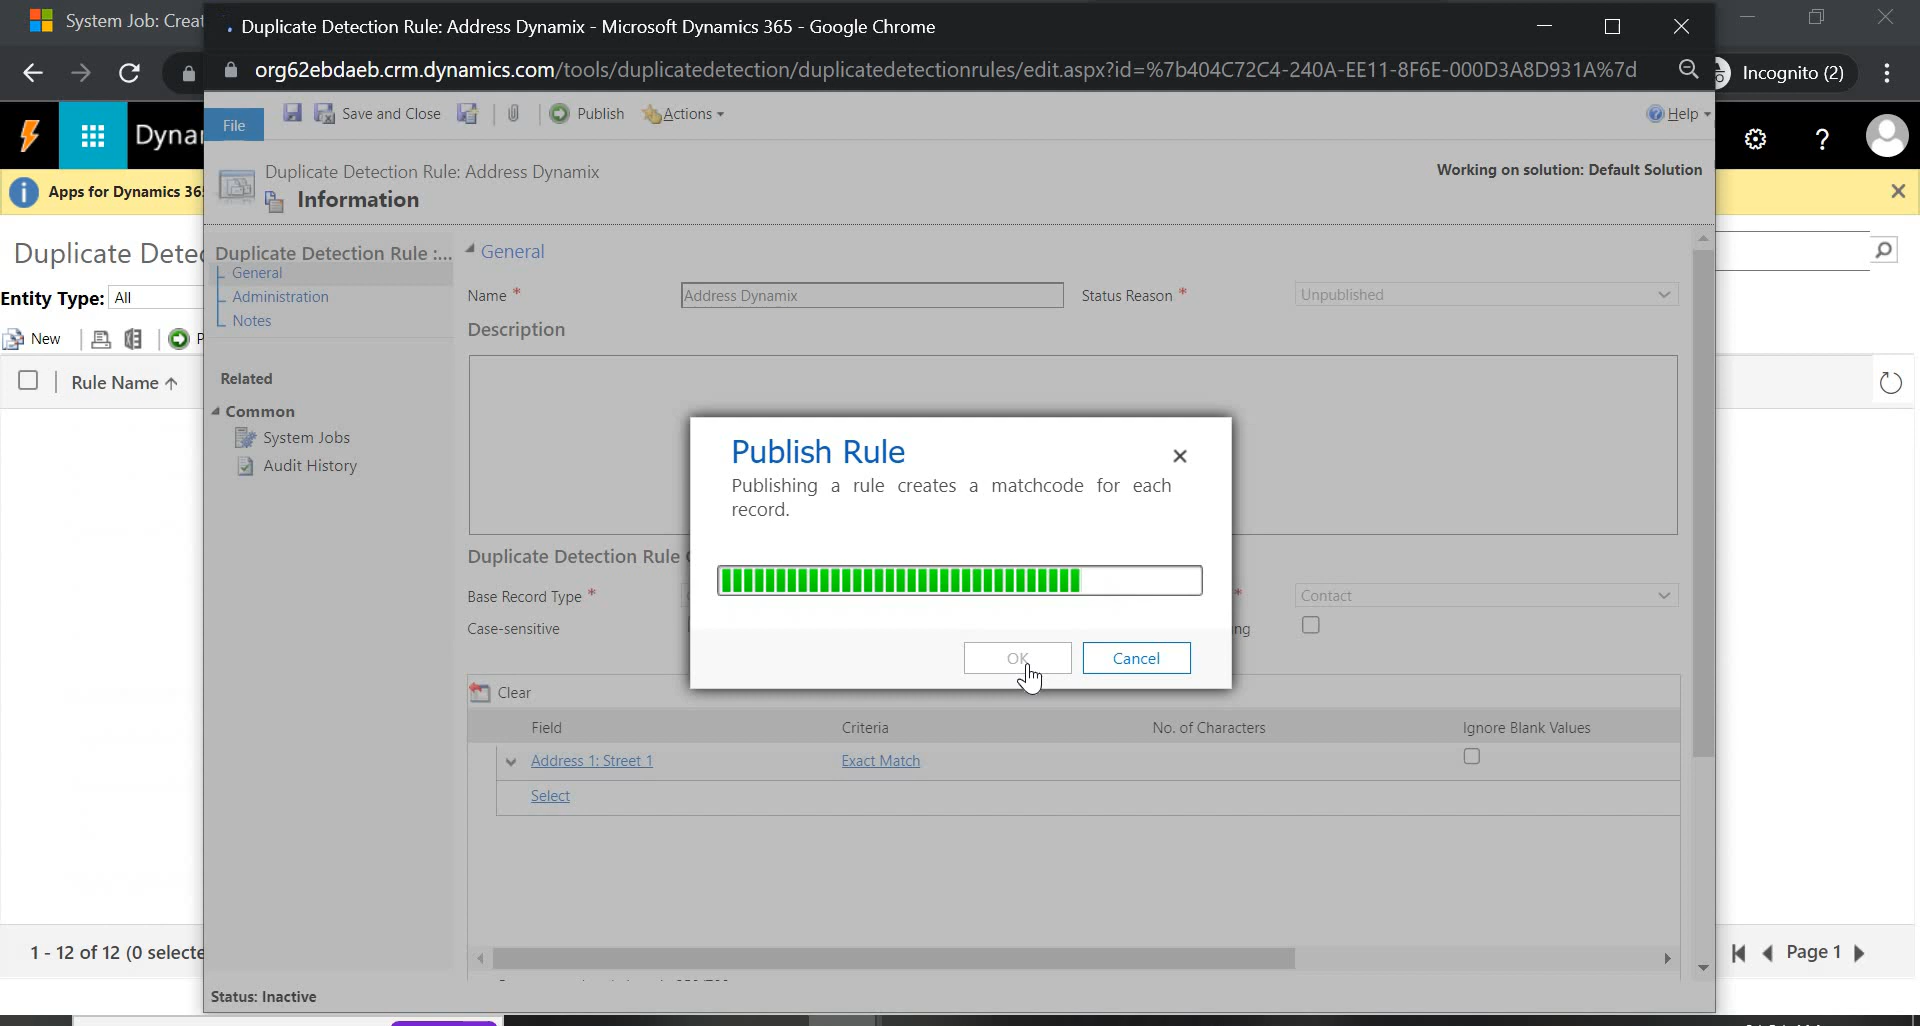 System Job: Creat
Duplicate Detection Rule: Address Dynamix - Microsoft Dynamics 365 - Google Chrome
org62ebdaeb.crm.dynamics.com/tools/duplicatedetection/duplicatedetectionrules/edit.aspx?id=%7b404C72C4-240A-EE11-8F6E-000D3A8D931A%7d
Incognito (2)
File
Save and Close
Publish
Actions
Help
Dynar
Apps for Dynamics 365
Duplicate Detection Rule: Address Dynamix
Information
Working on solution: Default Solution
Duplicate Detec
Entity Type: All
New
Rule Name
Duplicate Detection Rule :...
General
Administration
Notes
Related
Common
System Jobs
Audit History
General
Name *
Address Dynamix
Status Reason *
Unpublished
Description
Publish Rule
Publishing a rule creates a matchcode for each
record.
OK
Cancel
Duplicate Detection Rule
Base Record Type *
*
Contact
Case-sensitive
ng
Clear
Field
Criteria
No. of Characters
Ignore Blank Values
Address 1: Street 1
Exact Match
Select
1 - 12 of 12 (0 selecte
Page 1
Status: Inactive